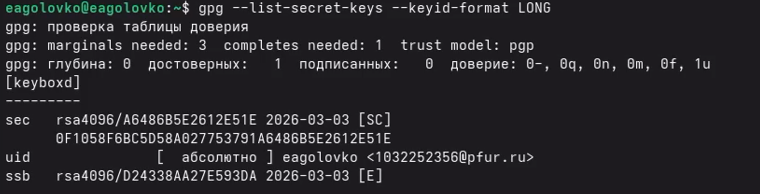 eagolovko@eagolovko:~$ gpg --list-secret-keys --keyid-format LONG
gpg: проверка таблицы доверия
gpg: marginals needed: 3  completes needed: 1  trust model: pgp
gpg: глубина: 0  достоверных:   1  подписанных:   0  доверие: 0-, 0q, 0n, 0m, 0f, 1u
[keyboxd]
---------
sec   rsa4096/A6486B5E2612E51E 2026-03-03 [SC]
      0F1058F6BC5D58A027753791A6486B5E2612E51E
uid              [  абсолютно ] eagolovko <1032252356@pfur.ru>
ssb   rsa4096/D24338AA27E593DA 2026-03-03 [E]